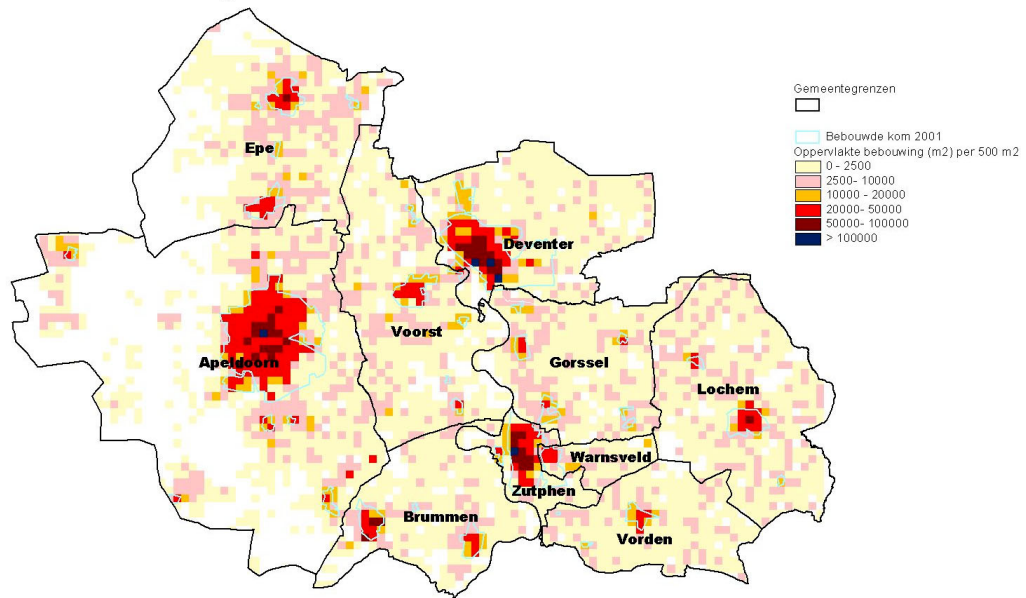 Gemeentegrenzen
Bebouwde kom 2001
Oppervlakte bebouwing (m2) per 500 m2
0 - 2500
2500- 10000
10000 - 20000
20000- 50000
50000- 100000
> 100000
Epe
Deventer
Voorst
Apeldoorn
Gorssel
Lochem
Warnsveld
Zutphen
Brummen
Vorden